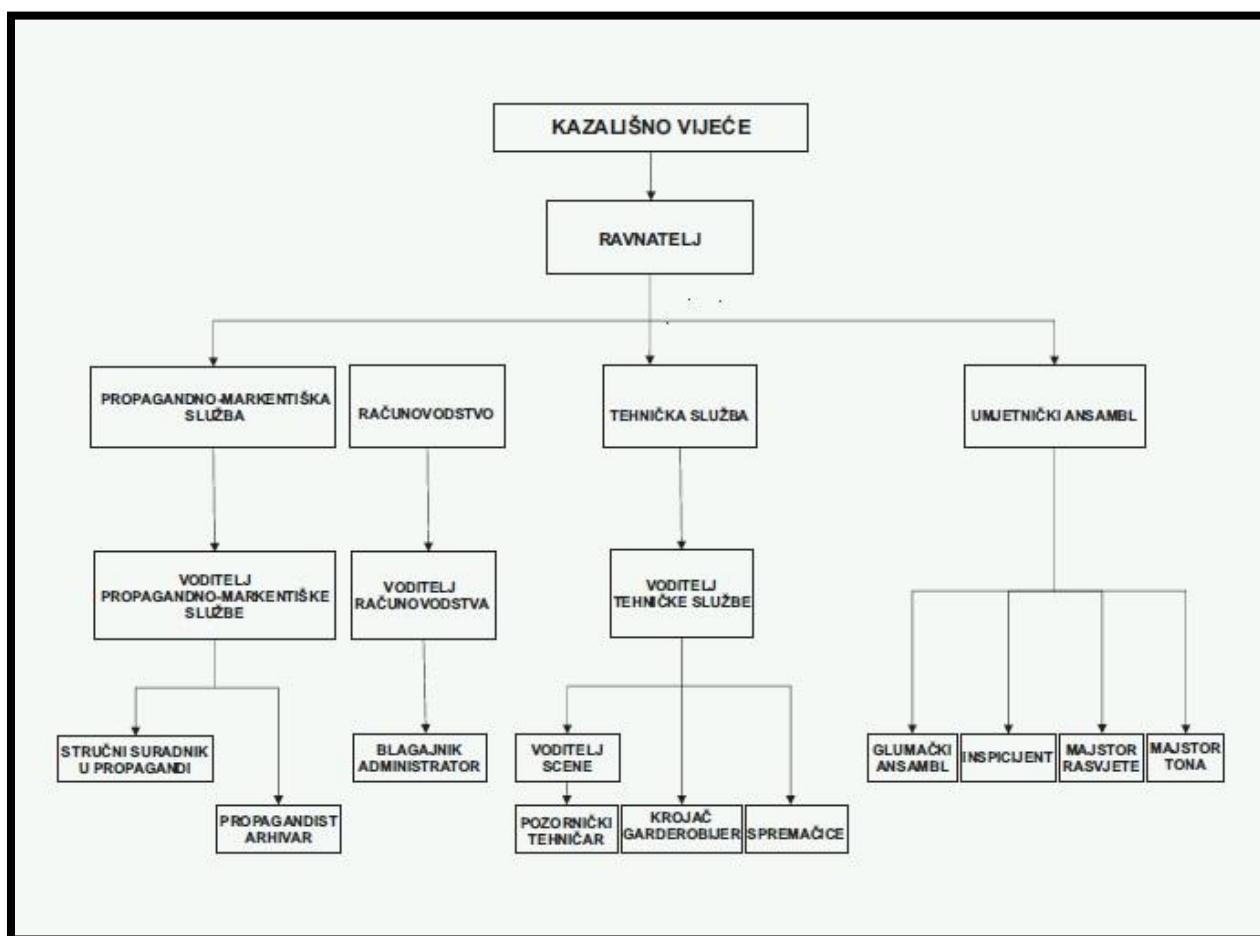 KAZALIŠNO VIJEĆE
RAVNATELJ
PROPAGANDNO-MARKENTIŠKA
SLUŽBA
RAČUNOVODSTVO
TEHNIČKA SLUŽBA
UMJETNIČKI ANSAMBL
VODITELJ
PROPAGANDNO-MARKENTIŠKE
SLUŽBE
VODITELJ
RAČUNOVODSTVA
VODITELJ
TEHNIČKE SLUŽBE
STRUČNI SURADNIK
U PROPAGANDI
PROPAGANDIST
ARHIVAR
BLAGAJNIK
ADMINISTRATOR
VODITELJ
SCENE
POZORNIČKI
TEHNIČAR
KROJAČ
GARDEROBIJER
SPREMAČICE
GLUMAČKI
ANSAMBL
INSPICIJENT
MAJSTOR
RASVJETE
MAJSTOR
TONA